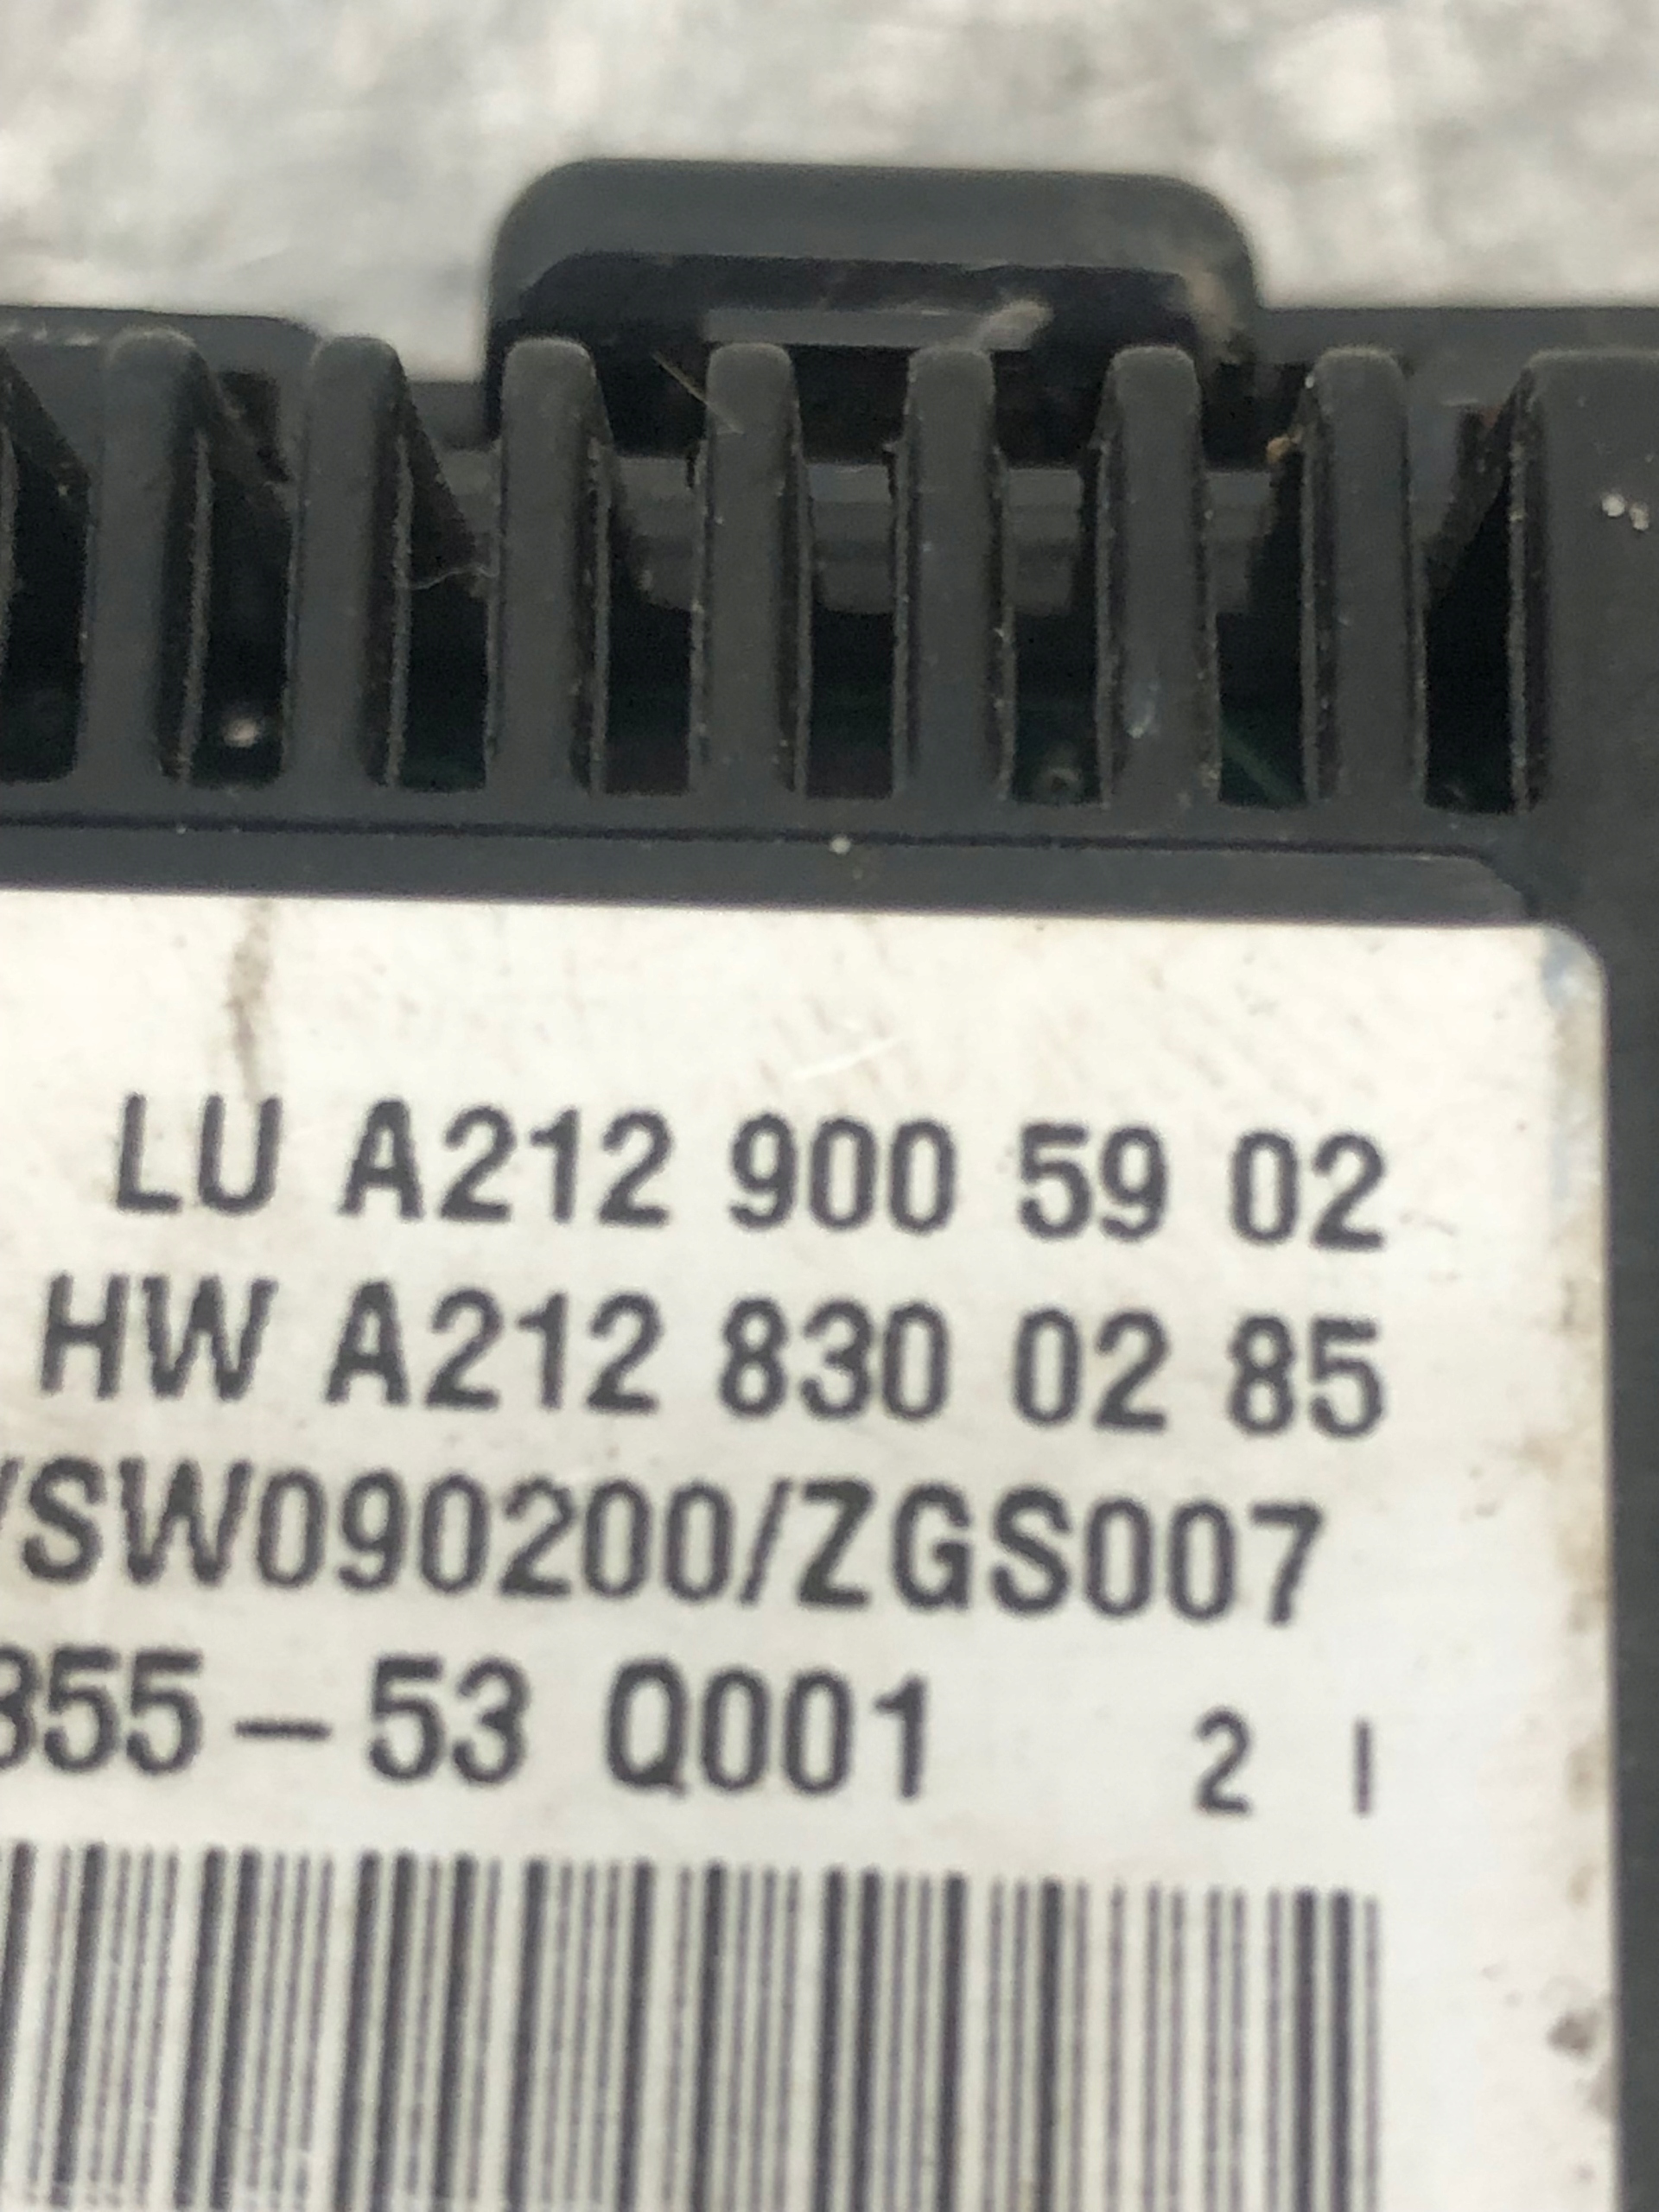 LU A212 900 59 02
HW A212 830 02 85
/SW090200/ZGS007
355-53 Q001 2 I